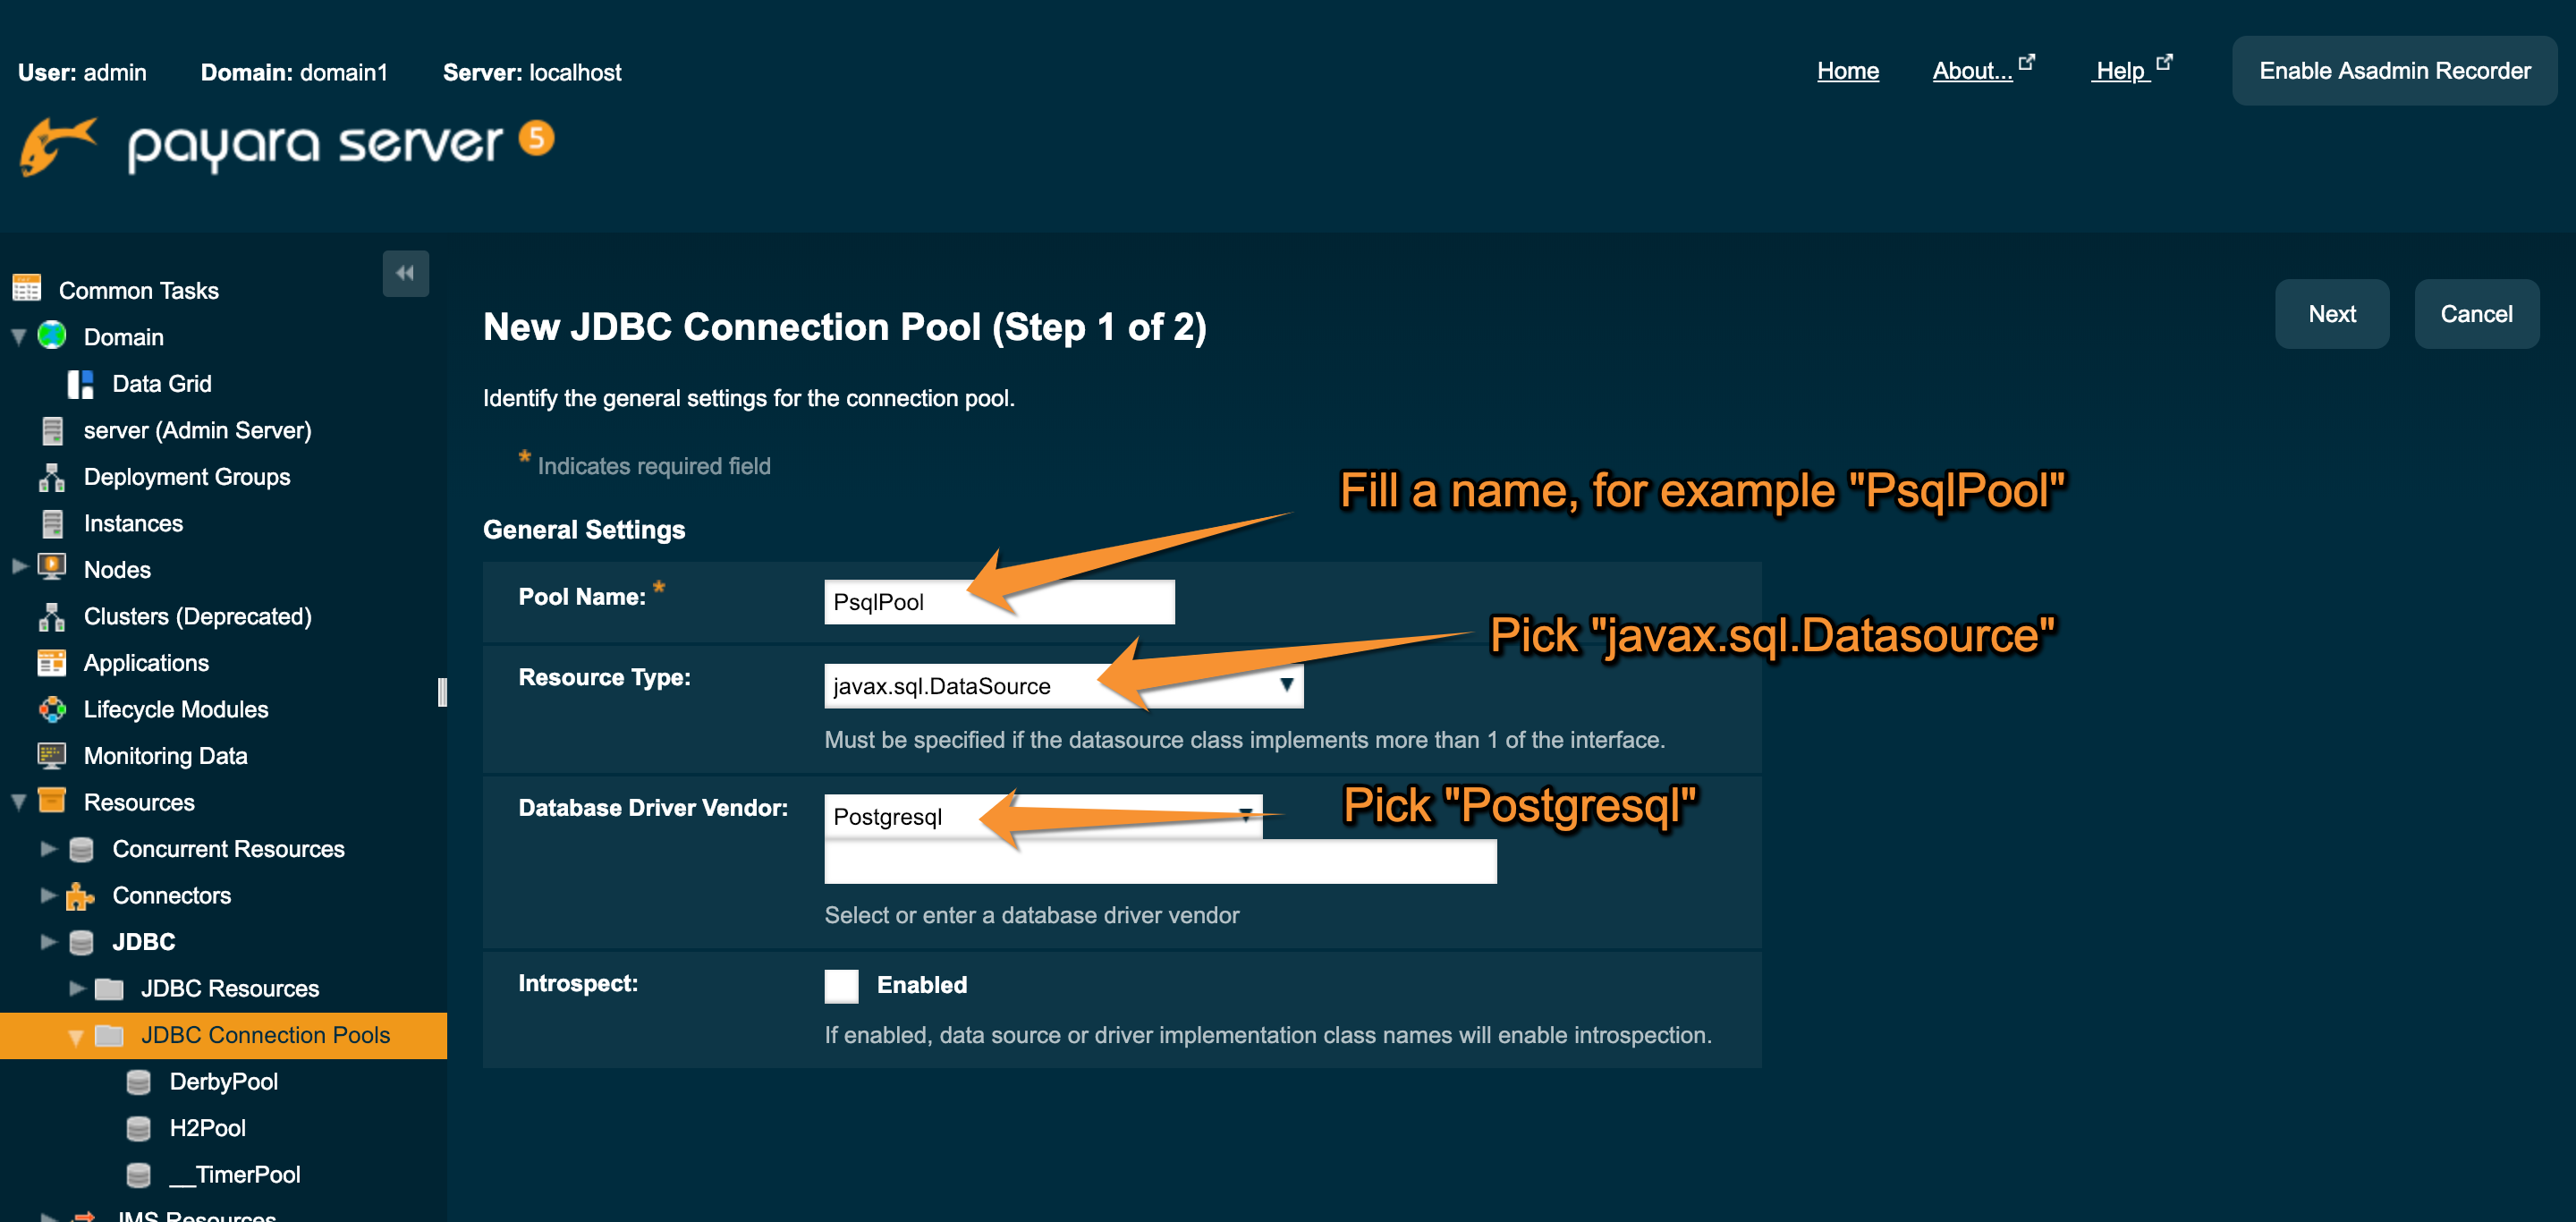 User: admin Domain: domain1 Server: localhost
Home About... Help Enable Asadmin Recorder
payara server 5
Common Tasks
Domain
Data Grid
server (Admin Server)
Deployment Groups
Instances
Nodes
Clusters (Deprecated)
Applications
Lifecycle Modules
Monitoring Data
Resources
Concurrent Resources
Connectors
JDBC
JDBC Resources
JDBC Connection Pools
DerbyPool
H2Pool
__TimerPool
JMS Resources
New JDBC Connection Pool (Step 1 of 2)
Next Cancel
Identify the general settings for the connection pool.
* Indicates required field
Fill a name, for example "PsqlPool"
General Settings
Pool Name: * PsqlPool
Pick "javax.sql.Datasource"
Resource Type: javax.sql.DataSource
Must be specified if the datasource class implements more than 1 of the interface.
Pick "Postgresql"
Database Driver Vendor: Postgresql
Select or enter a database driver vendor
Introspect: Enabled
If enabled, data source or driver implementation class names will enable introspection.